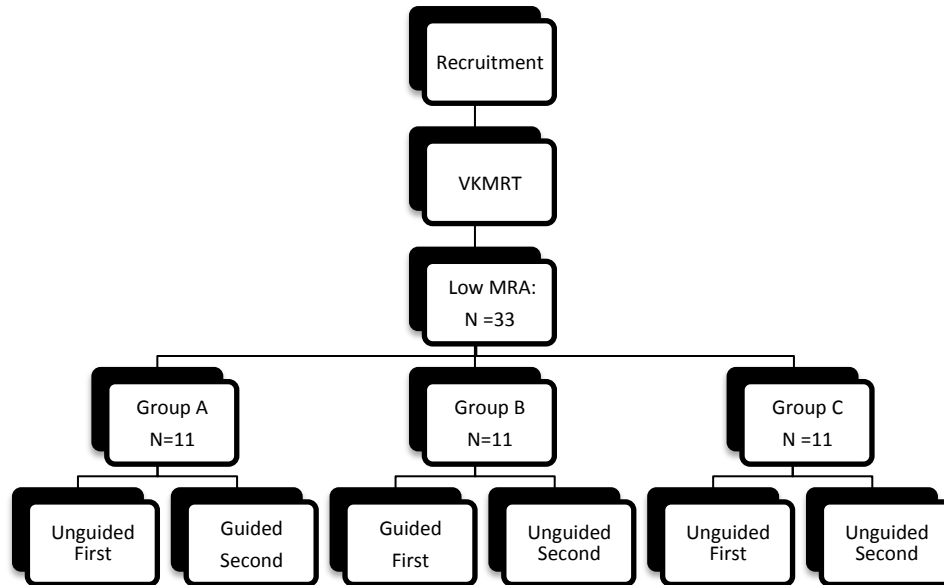 Recruitment
VKMRT
Low MRA:
N =33
Group A
N=11
Group B
N=11
Group C
N =11
Unguided
First
Guided
Second
Guided
First
Unguided
Second
Unguided
First
Unguided
Second